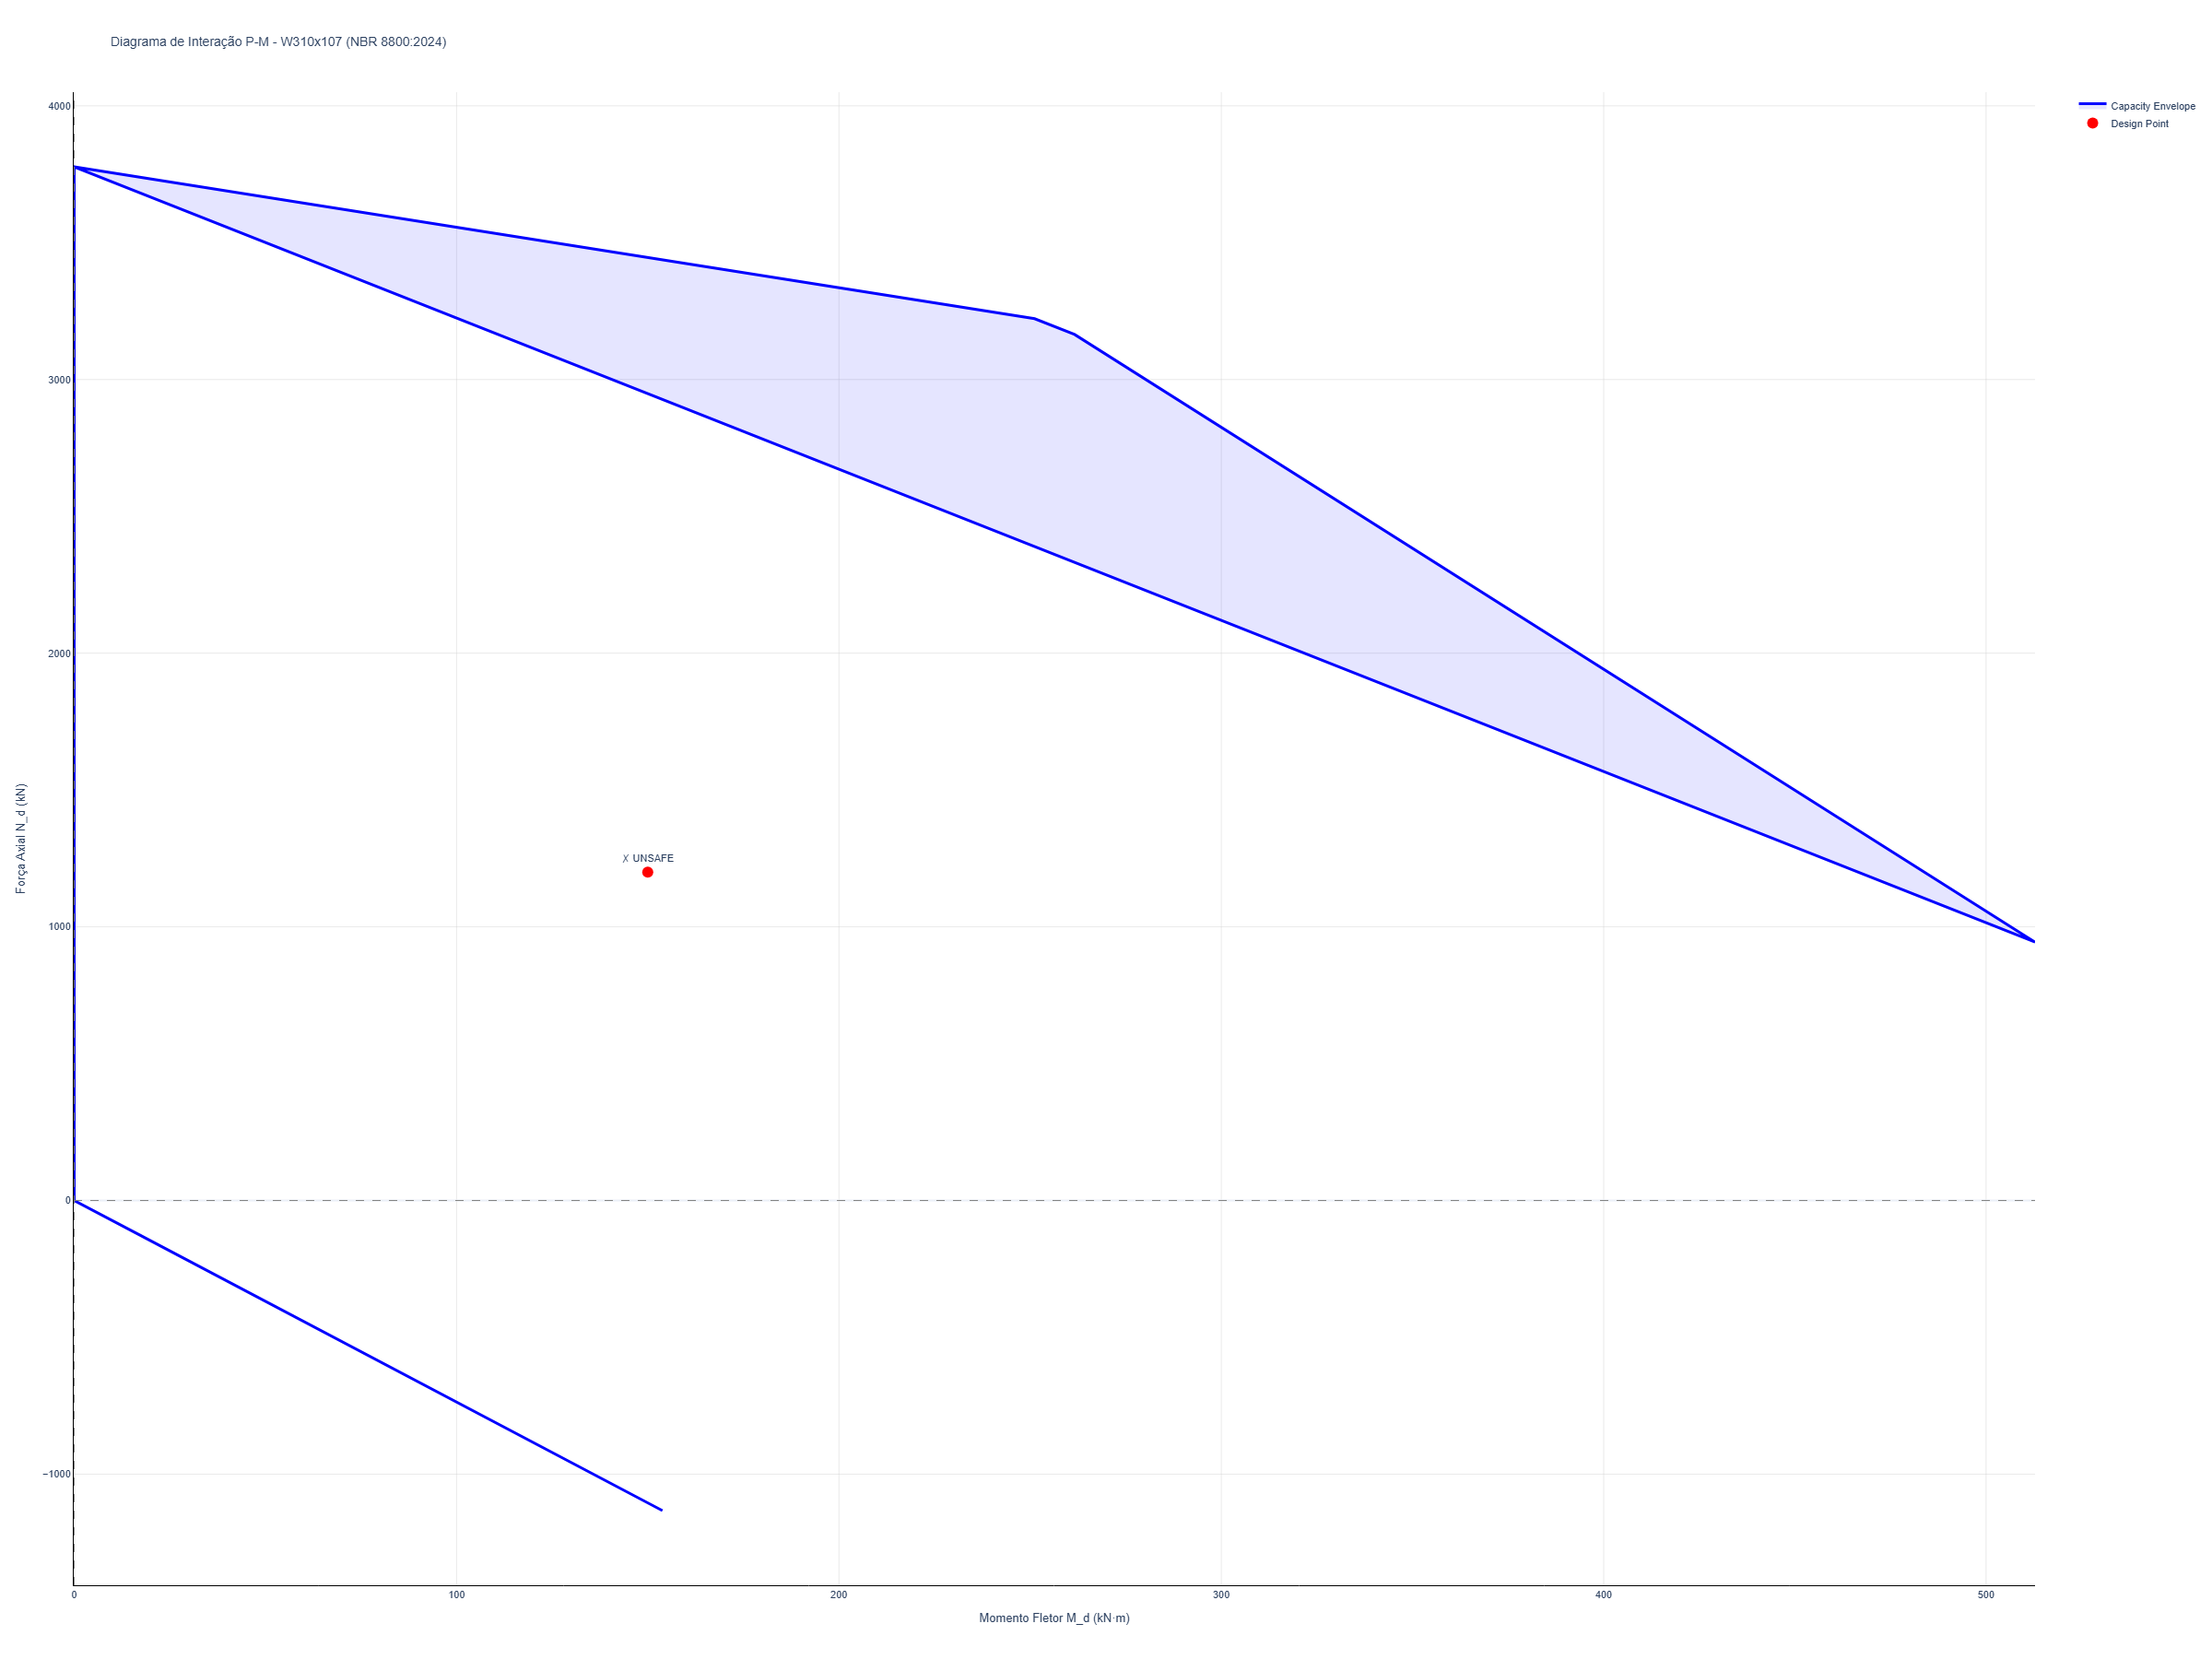 Diagrama de Interação P-M - W310x107 (NBR 8800:2024)
Capacity Envelope
Design Point
4000
3000
2000
1000
0
−1000
Força Axial N_d (kN)
✗ UNSAFE
0
100
200
300
400
500
Momento Fletor M_d (kN·m)